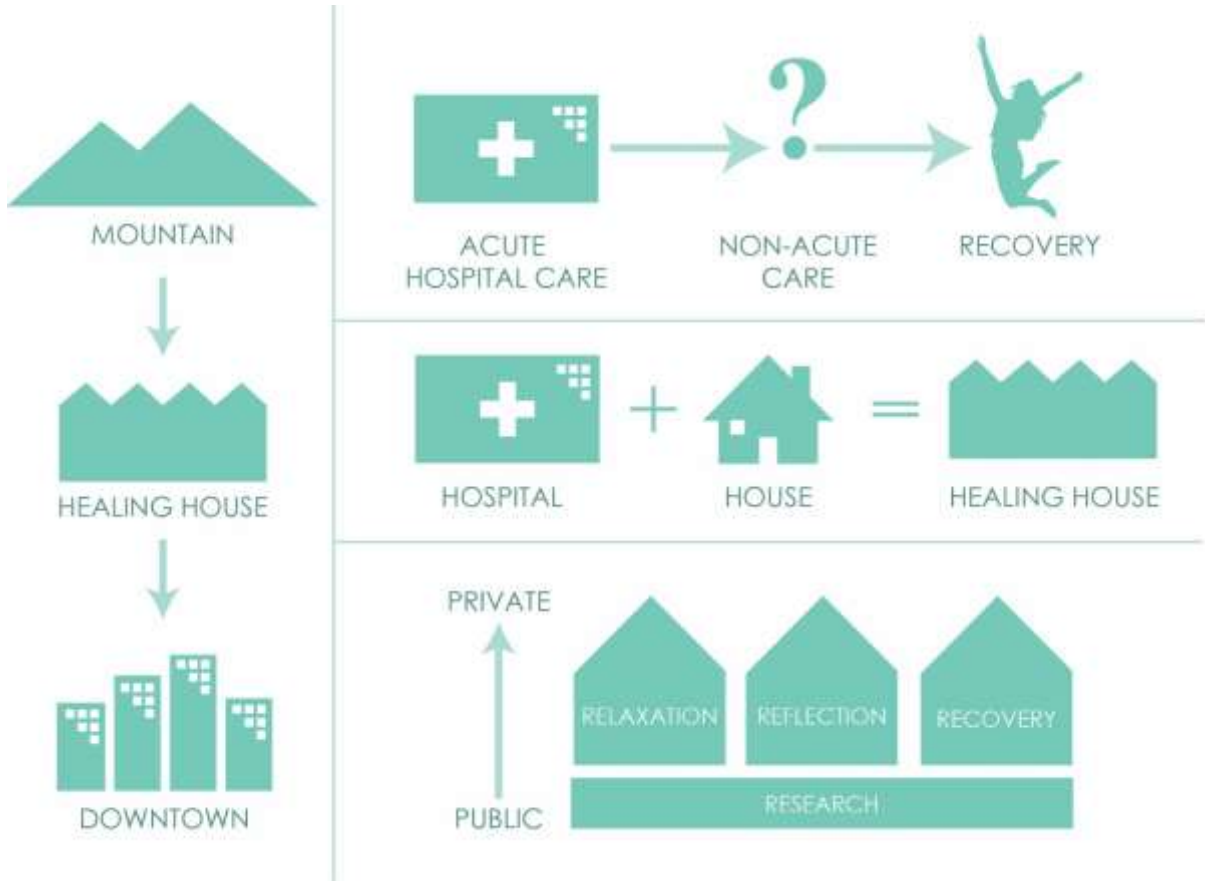 MOUNTAIN
HEALING HOUSE
DOWNTOWN
?
ACUTE
HOSPITAL CARE
NON-ACUTE
CARE
RECOVERY
HOSPITAL
+
HOUSE
=
HEALING HOUSE
PRIVATE
PUBLIC
RELAXATION
REFLECTION
RECOVERY
RESEARCH